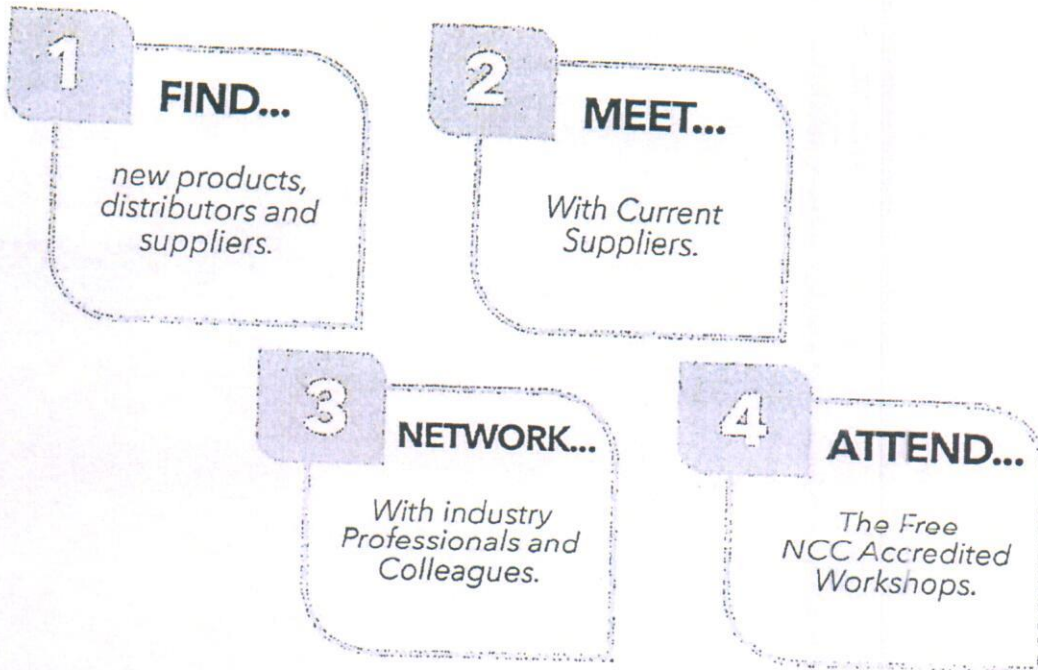 1
FIND...
new products,
distributors and
suppliers.
2
MEET...
With Current
Suppliers.
3
NETWORK...
With industry
Professionals and
Colleagues.
4
ATTEND...
The Free
NCC Accredited
Workshops.